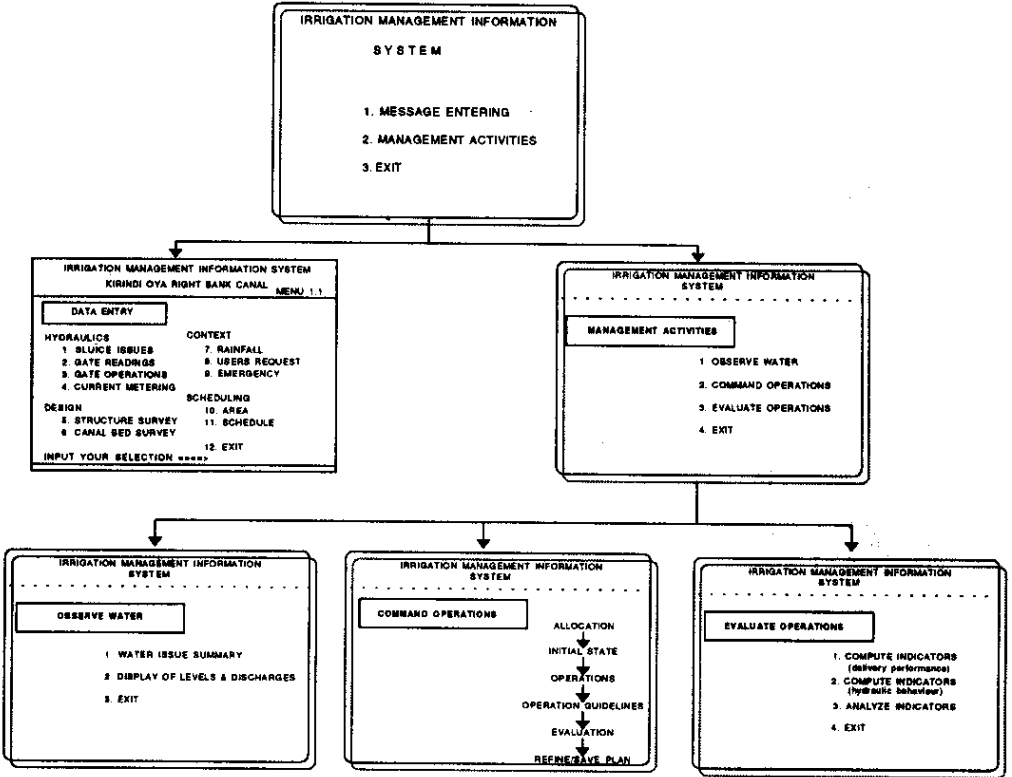 IRRIGATION MANAGEMENT INFORMATION
SYSTEM
1. MESSAGE ENTERING
2. MANAGEMENT ACTIVITIES
3. EXIT
IRRIGATION MANAGEMENT INFORMATION SYSTEM
KIRINDI OYA RIGHT BANK CANAL
MENU 1.1
DATA ENTRY
HYDRAULICS
1 SLUICE ISSUES
2. GATE READINGS
3. GATE OPERATIONS
4. CURRENT METERING
DESIGN
5. STRUCTURE SURVEY
6 CANAL BED SURVEY
CONTEXT
7. RAINFALL
8. USERS REQUEST
9. EMERGENCY
SCHEDULING
10. AREA
11. SCHEDULE
12. EXIT
INPUT YOUR SELECTION ====>
IRRIGATION MANAGEMENT INFORMATION
SYSTEM
MANAGEMENT ACTIVITIES
1 OBSERVE WATER
2. COMMAND OPERATIONS
3. EVALUATE OPERATIONS
4. EXIT
IRRIGATION MANAGEMENT INFORMATION
SYSTEM
OBSERVE WATER
1 WATER ISSUE SUMMARY
2 DISPLAY OF LEVELS & DISCHARGES
3. EXIT
IRRIGATION MANAGEMENT INFORMATION
SYSTEM
COMMAND OPERATIONS
ALLOCATION
INITIAL STATE
OPERATIONS
OPERATION GUIDELINES
EVALUATION
REFINE/SAVE PLAN
IRRIGATION MANAGEMENT INFORMATION
SYSTEM
EVALUATE OPERATIONS
1. COMPUTE INDICATORS
(delivery performance)
2. COMPUTE INDICATORS
(hydraulic behaviour)
3. ANALYZE INDICATORS
4. EXIT